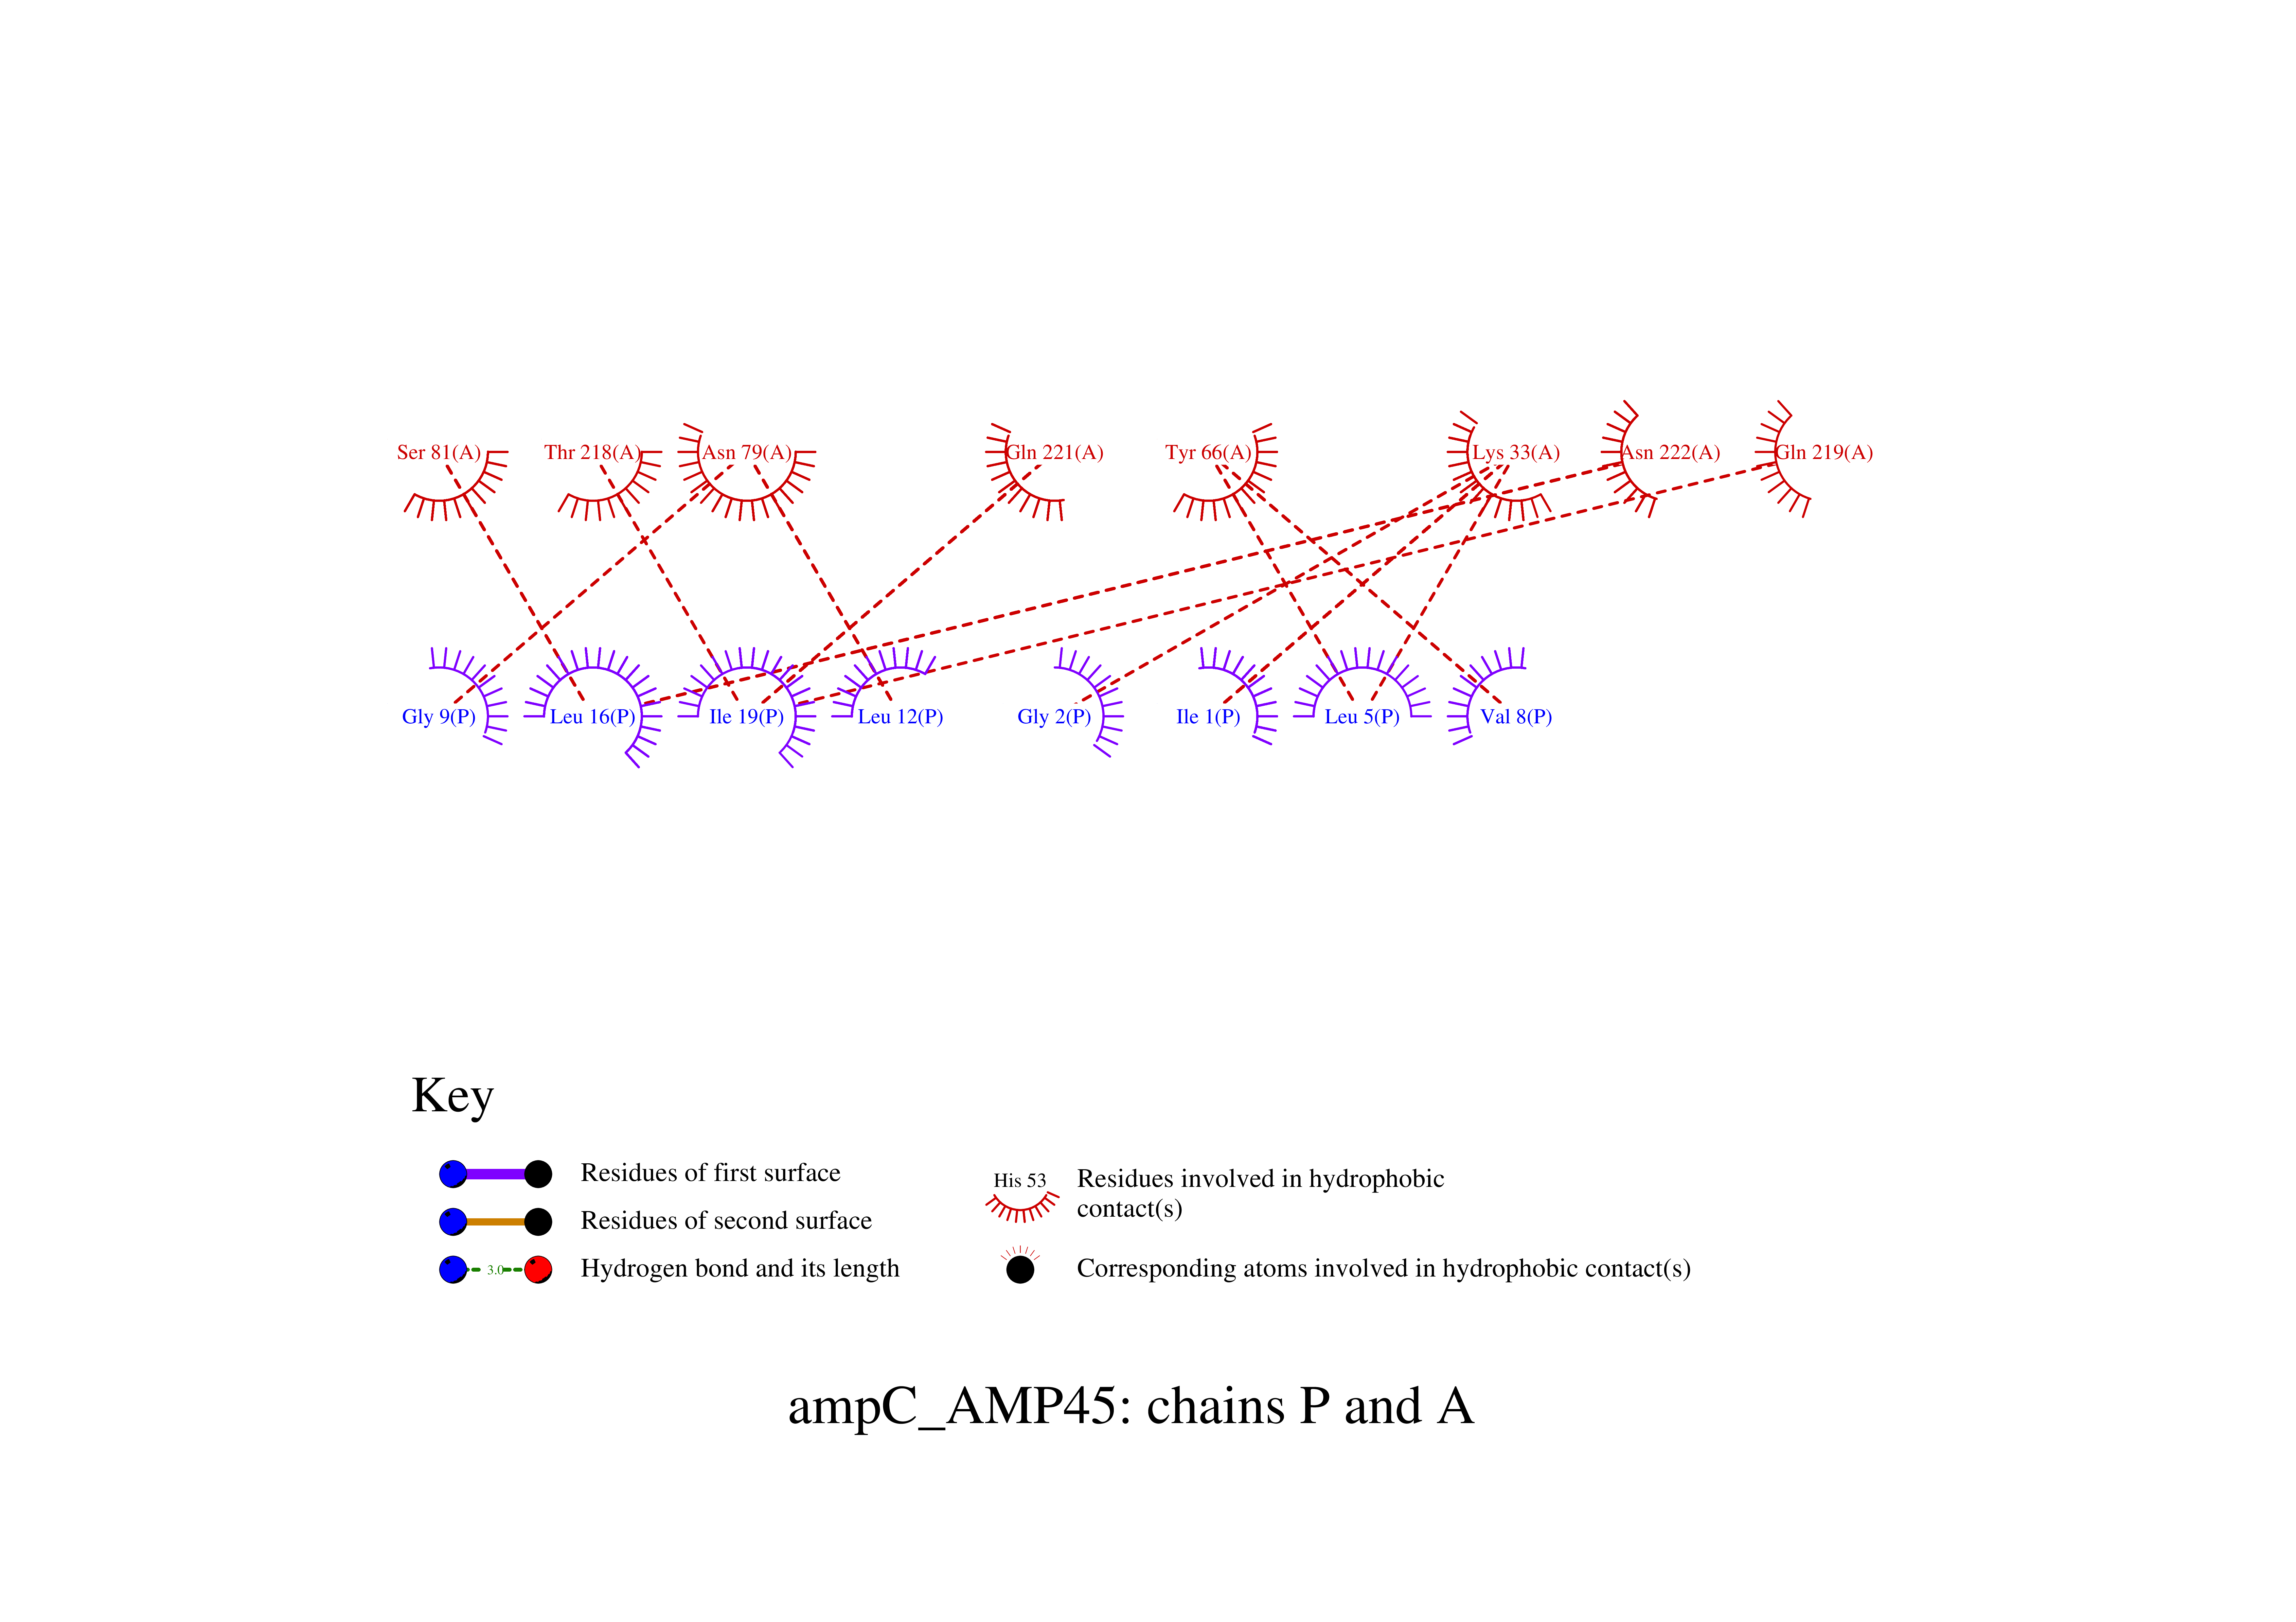 Ser 81(A) Thr 218(A) Asn 79(A) Gln 221(A) Tyr 66(A) Lys 33(A) Asn 222(A) Gln 219(A)
Gly 9(P) Leu 16(P) Ile 19(P) Leu 12(P) Gly 2(P) Ile 1(P) Leu 5(P) Val 8(P)
Key
Residues of first surface
Residues of second surface
3.0 Hydrogen bond and its length
His 53 Residues involved in hydrophobic
contact(s)
Corresponding atoms involved in hydrophobic contact(s)
ampC_AMP45: chains P and A